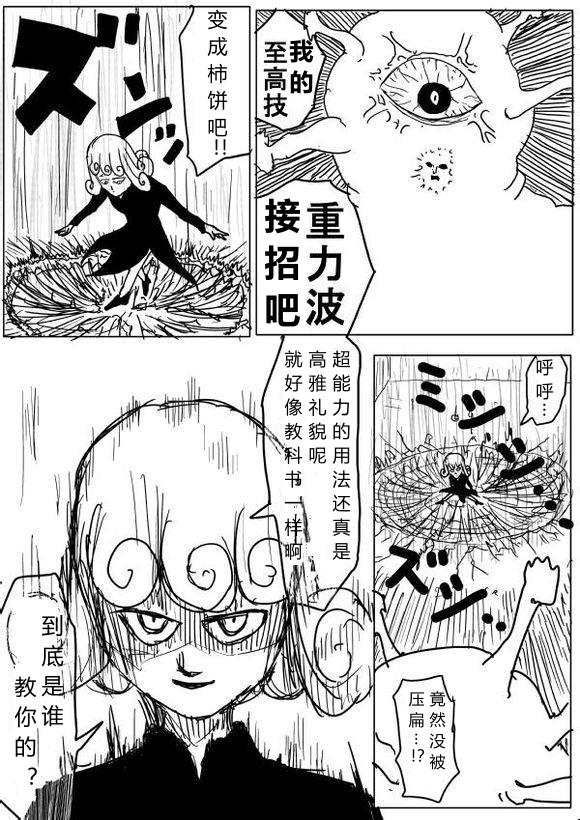 我的
至高技
重力波
接招吧
变成柿饼吧!!
ズンッ
呼呼…
ミシミシ…
ズン…
竟然没被
压扁…!?
超能力的用法还真是
高雅礼貌呢
就好像教科书一样啊
到底是谁
教你的？